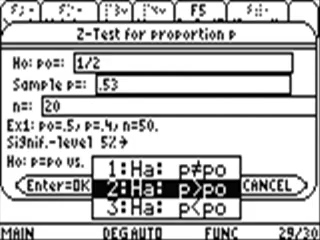 F5
Z-Test for proportion p
Ho: po=: 1/2
Sample p=: .53
n=: 20
Ex1: po=.5, p=.4, n=50.
Signif.-level 5%→
Ho: p=po vs.
1:Ha: p≠po
2:Ha: p>po
3:Ha: p<po
Enter=OK
CANCEL
MAIN DEGAUTO FUNC 29/30